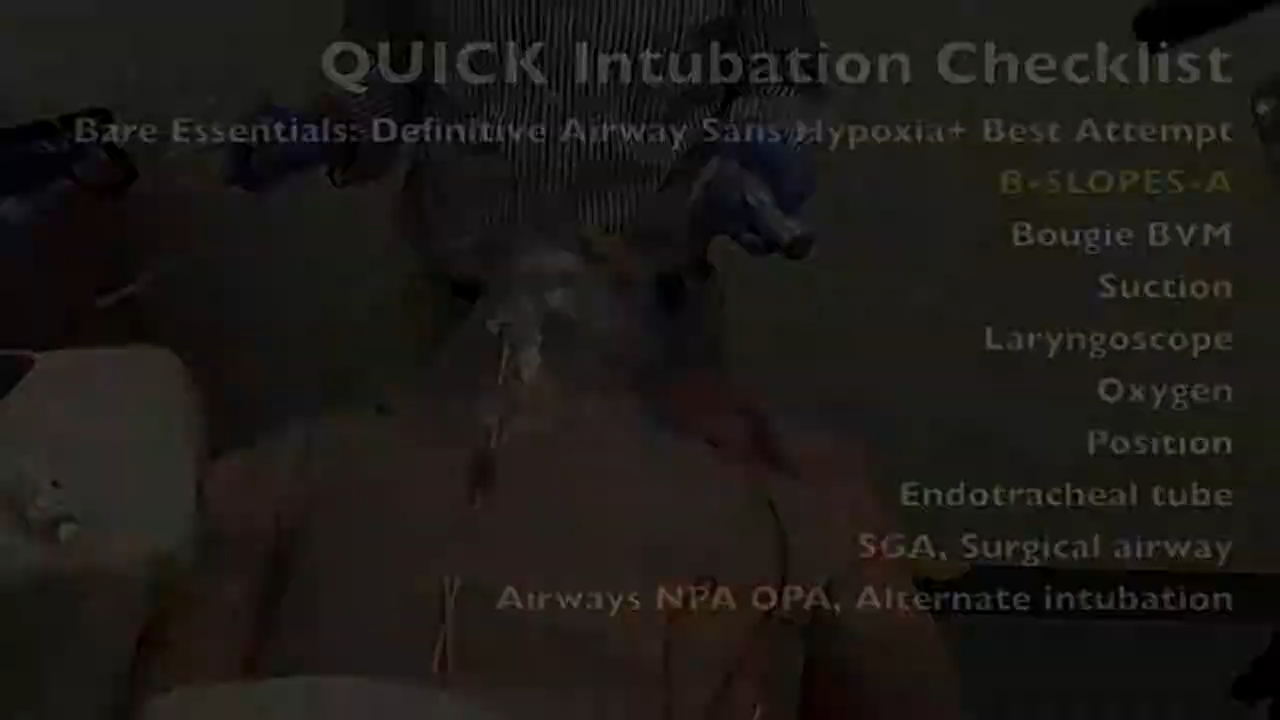 QUICK Intubation Checklist
Bare Essentials: Definitive Airway Sans Hypoxia+ Best Attempt
B-SLOPES-A
Bougie BVM
Suction
Laryngoscope
Oxygen
Position
Endotracheal tube
SGA, Surgical airway
Airways NPA OPA, Alternate intubation